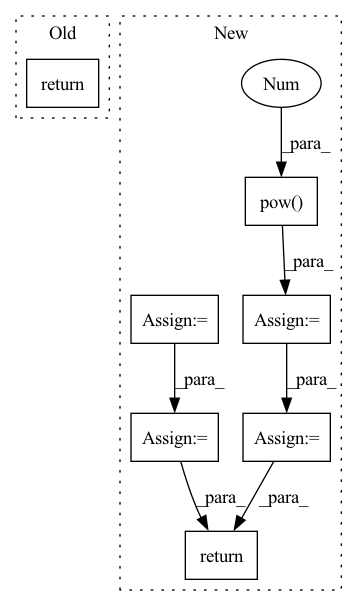 Old
New
return
Num
_para_
pow()
_para_
Assign:=
Assign:=
_para_
_para_
Assign:=
Assign:=
_para_
_para_
return